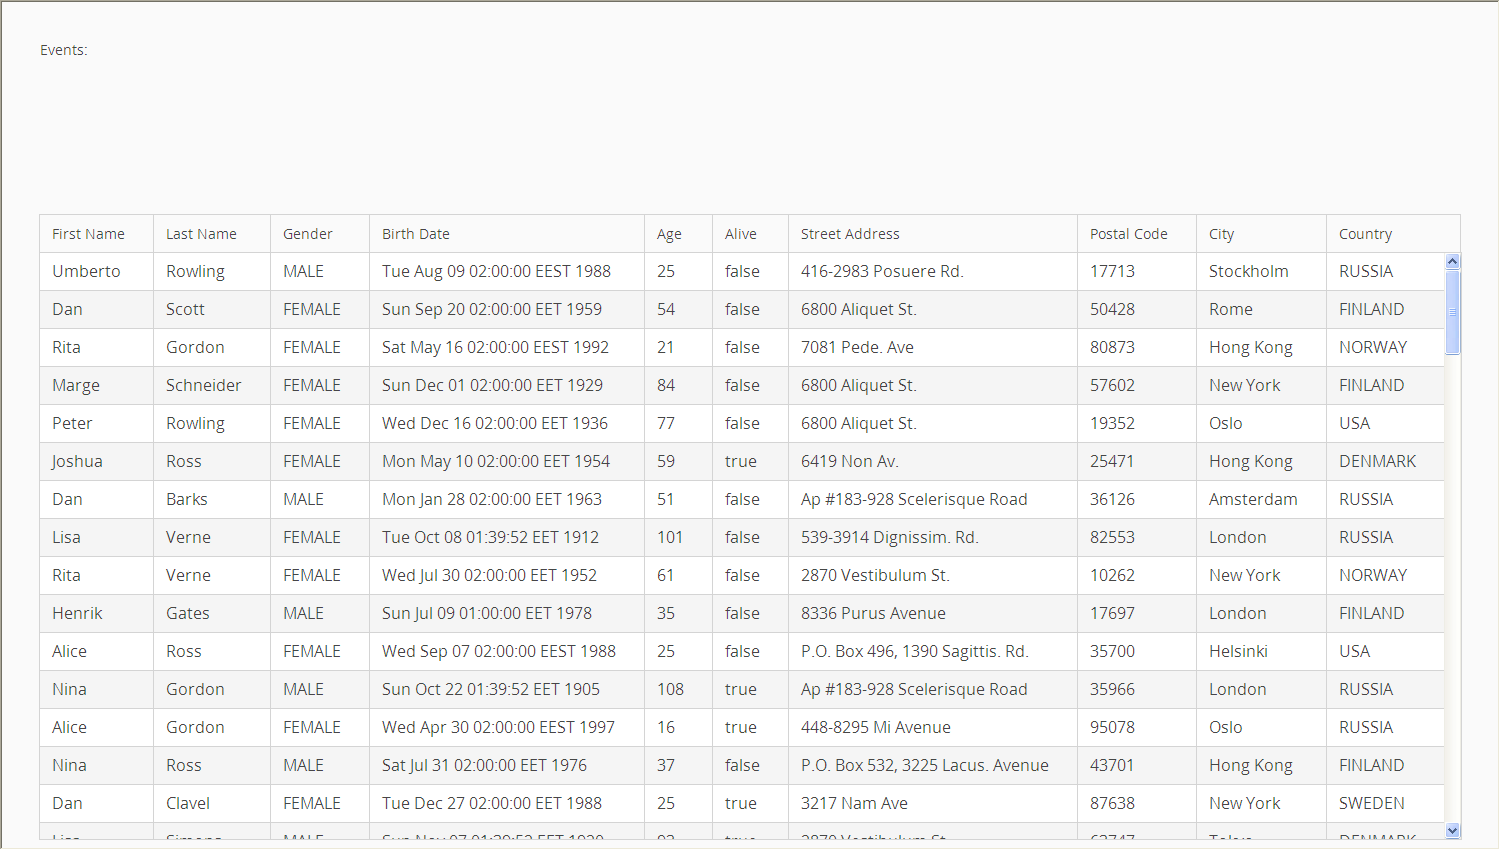 Events:
First Name Last Name Gender Birth Date Age Alive Street Address Postal Code City Country
Umberto Rowling MALE Tue Aug 09 02:00:00 EEST 1988 25 false 416-2983 Posuere Rd. 17713 Stockholm RUSSIA
Dan Scott FEMALE Sun Sep 20 02:00:00 EET 1959 54 false 6800 Aliquet St. 50428 Rome FINLAND
Rita Gordon FEMALE Sat May 16 02:00:00 EEST 1992 21 false 7081 Pede. Ave 80873 Hong Kong NORWAY
Marge Schneider FEMALE Sun Dec 01 02:00:00 EET 1929 84 false 6800 Aliquet St. 57602 New York FINLAND
Peter Rowling FEMALE Wed Dec 16 02:00:00 EET 1936 77 false 6800 Aliquet St. 19352 Oslo USA
Joshua Ross FEMALE Mon May 10 02:00:00 EET 1954 59 true 6419 Non Av. 25471 Hong Kong DENMARK
Dan Barks MALE Mon Jan 28 02:00:00 EET 1963 51 false Ap #183-928 Scelerisque Road 36126 Amsterdam RUSSIA
Lisa Verne FEMALE Tue Oct 08 01:39:52 EET 1912 101 false 539-3914 Dignissim. Rd. 82553 London RUSSIA
Rita Verne FEMALE Wed Jul 30 02:00:00 EET 1952 61 false 2870 Vestibulum St. 10262 New York NORWAY
Henrik Gates MALE Sun Jul 09 01:00:00 EET 1978 35 false 8336 Purus Avenue 17697 London FINLAND
Alice Ross FEMALE Wed Sep 07 02:00:00 EEST 1988 25 false P.O. Box 496, 1390 Sagittis. Rd. 35700 Helsinki USA
Nina Gordon MALE Sun Oct 22 01:39:52 EET 1905 108 true Ap #183-928 Scelerisque Road 35966 London RUSSIA
Alice Gordon FEMALE Wed Apr 30 02:00:00 EEST 1997 16 true 448-8295 Mi Avenue 95078 Oslo RUSSIA
Nina Ross MALE Sat Jul 31 02:00:00 EET 1976 37 false P.O. Box 532, 3225 Lacus. Avenue 43701 Hong Kong FINLAND
Dan Clavel FEMALE Tue Dec 27 02:00:00 EET 1988 25 true 3217 Nam Ave 87638 New York SWEDEN